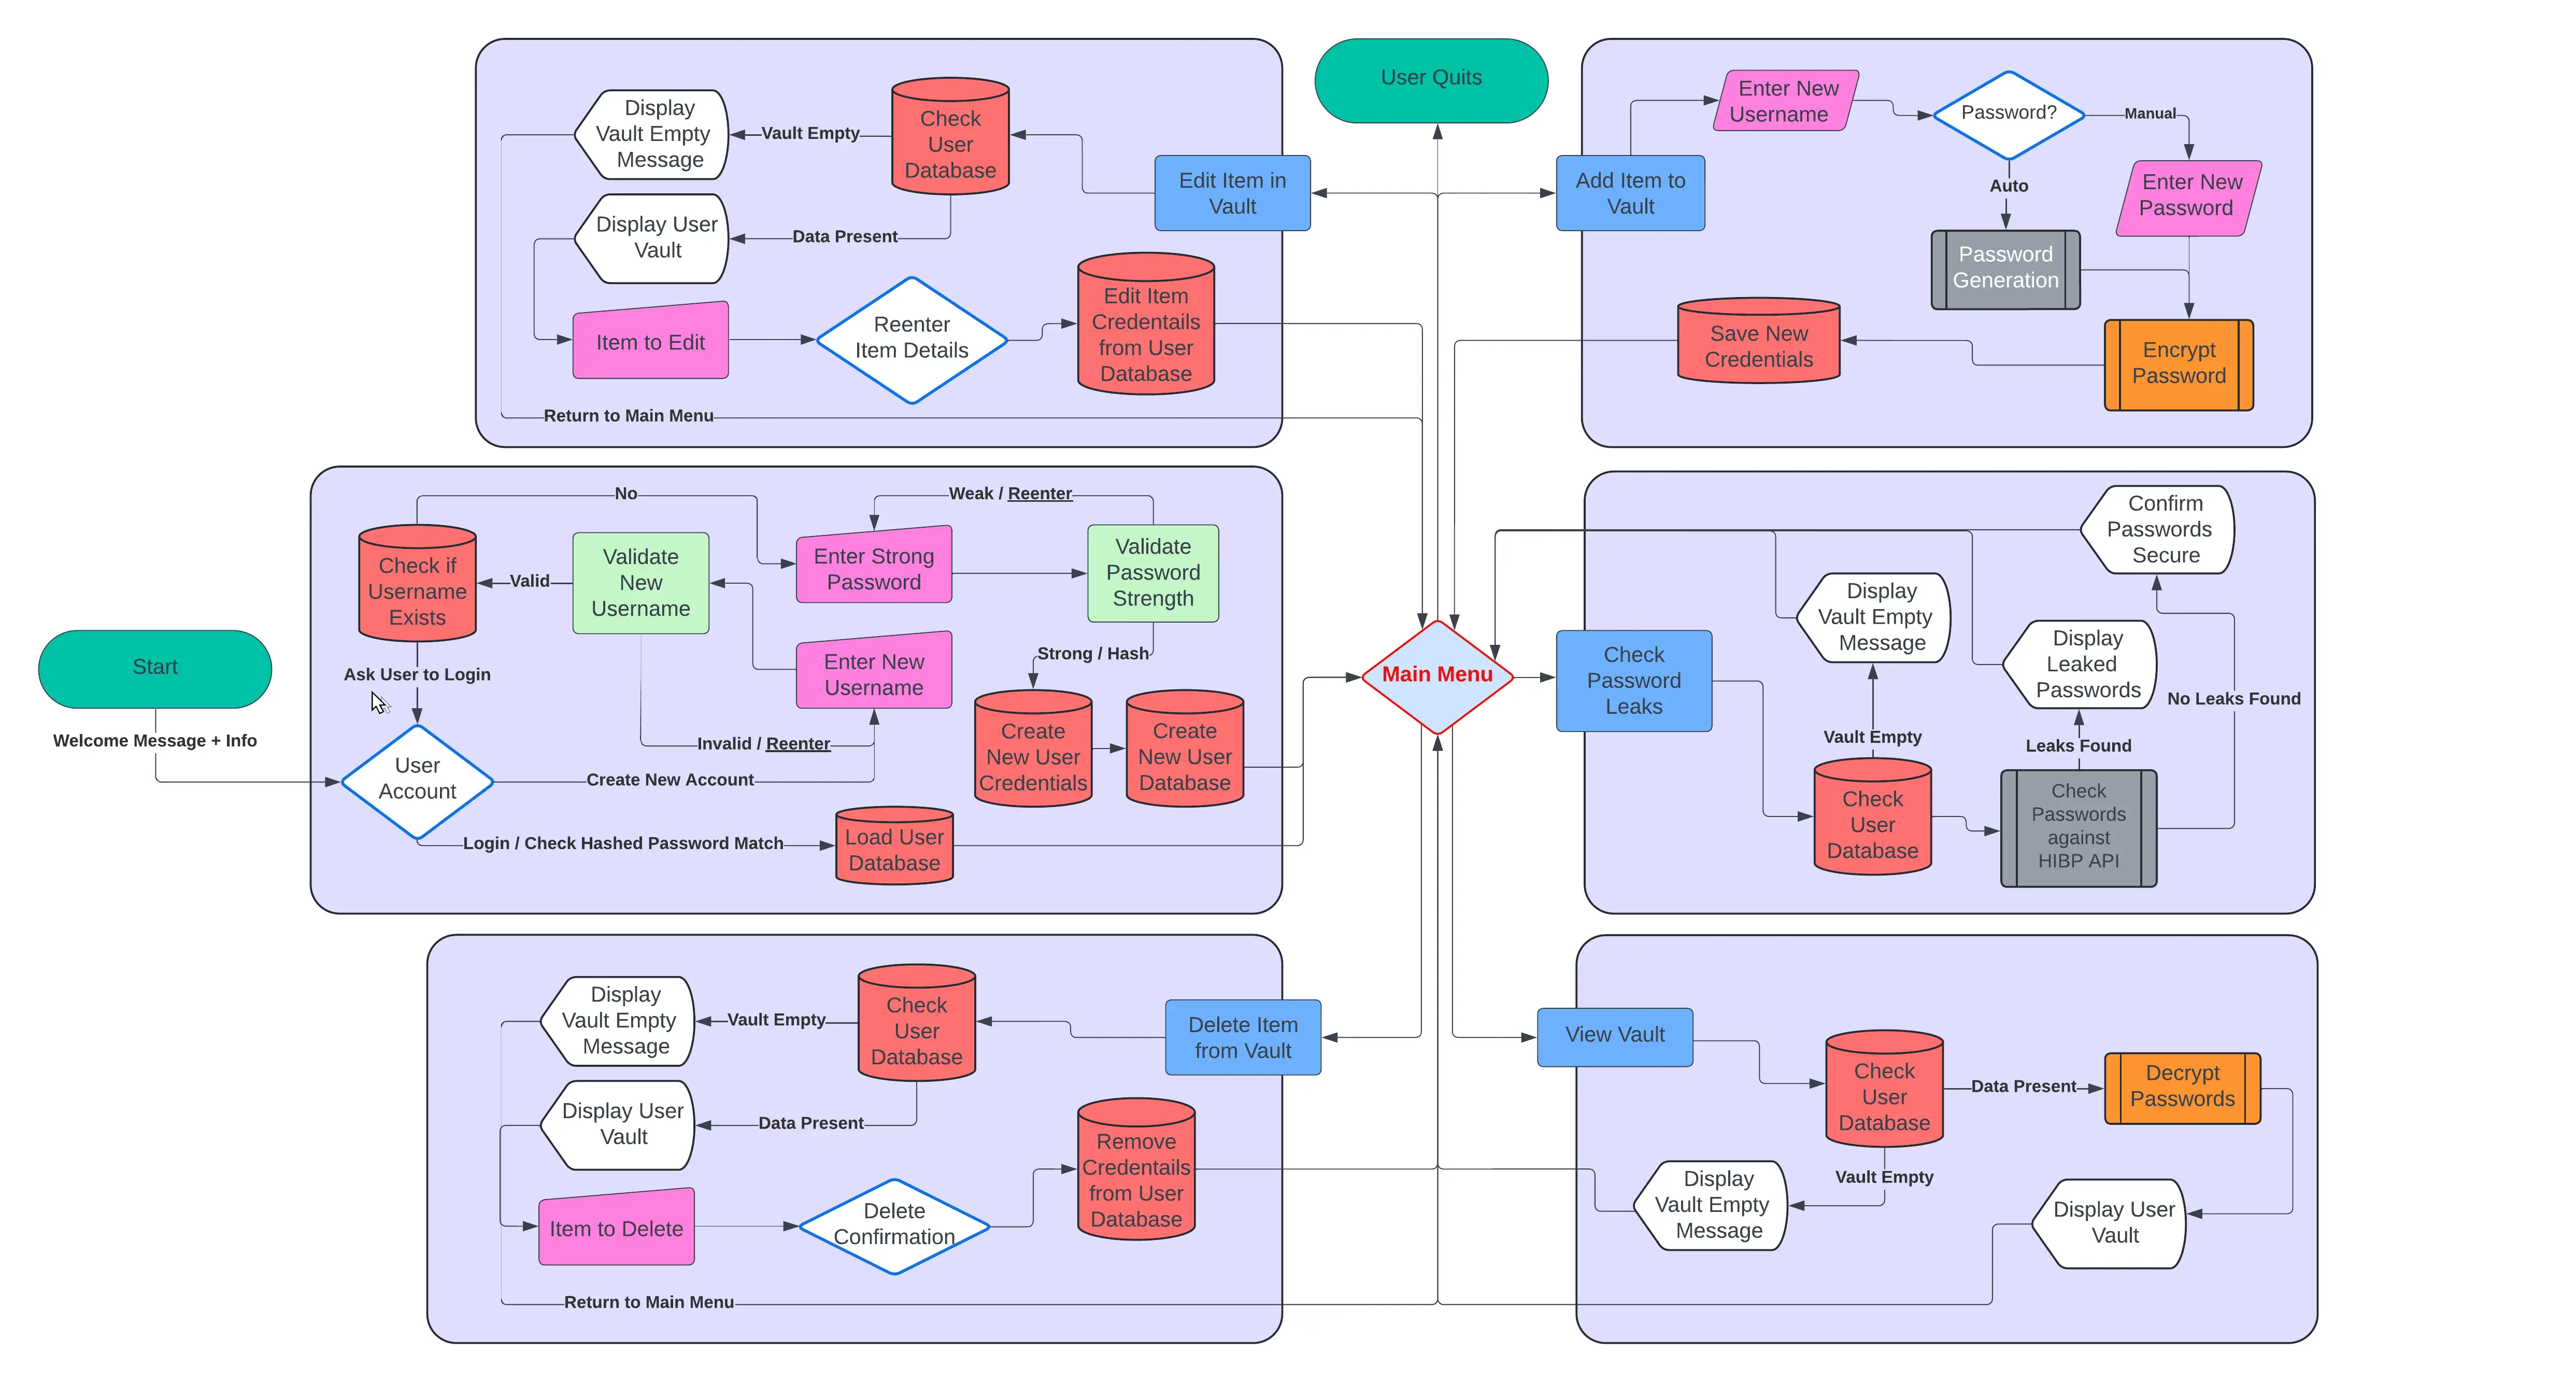 Display
Vault Empty
Message
Vault Empty
Check
User
Database
Edit Item in
Vault
Display User
Vault
Data Present
Item to Edit
Reenter
Item Details
Edit Item
Credentails
from User
Database
Return to Main Menu
User Quits
Add Item to
Vault
Enter New
Username
Password?
Manual
Auto
Enter New
Password
Password
Generation
Save New
Credentials
Encrypt
Password
Start
Welcome Message + Info
No
Weak / Reenter
Check if
Username
Exists
Valid
Validate
New
Username
Enter Strong
Password
Validate
Password
Strength
Ask User to Login
Enter New
Username
Strong / Hash
Invalid / Reenter
User
Account
Create New Account
Create
New User
Credentials
Create
New User
Database
Login / Check Hashed Password Match
Load User
Database
Main Menu
Check
Password
Leaks
Confirm
Passwords
Secure
Display
Vault Empty
Message
Display
Leaked
Passwords
No Leaks Found
Vault Empty
Leaks Found
Check
User
Database
Check
Passwords
against
HIBP API
Display
Vault Empty
Message
Vault Empty
Check
User
Database
Delete Item
from Vault
Display User
Vault
Data Present
Item to Delete
Delete
Confirmation
Remove
Credentails
from User
Database
Return to Main Menu
View Vault
Check
User
Database
Data Present
Decrypt
Passwords
Vault Empty
Display
Vault Empty
Message
Display User
Vault